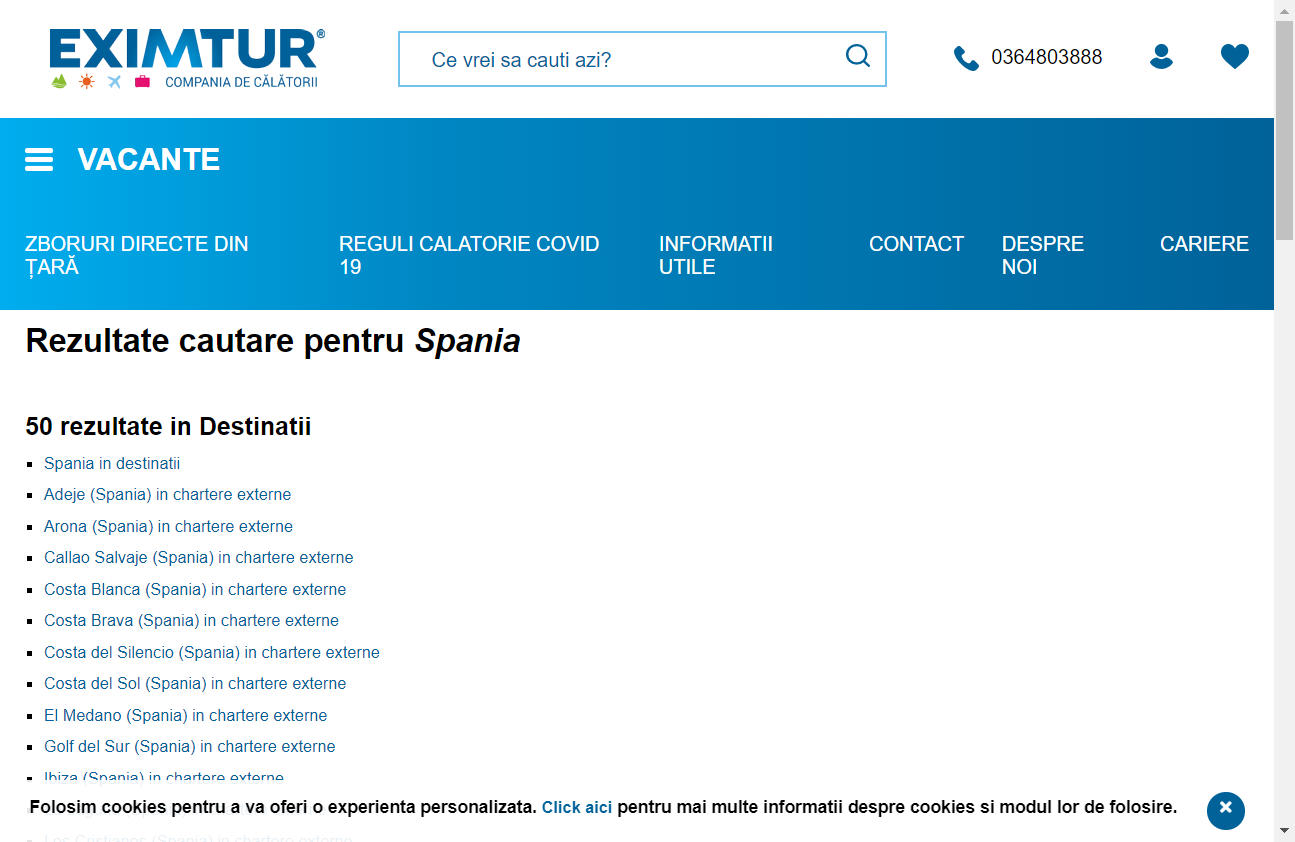 EXIMTUR®
COMPANIA DE CĂLĂTORII
Ce vrei sa cauti azi?
0364803888
VACANTE
ZBORURI DIRECTE DIN ȚARĂ
REGULI CALATORIE COVID 19
INFORMATII UTILE
CONTACT
DESPRE NOI
CARIERE
Rezultate cautare pentru Spania
50 rezultate in Destinatii
Spania in destinatii
Adeje (Spania) in chartere externe
Arona (Spania) in chartere externe
Callao Salvaje (Spania) in chartere externe
Costa Blanca (Spania) in chartere externe
Costa Brava (Spania) in chartere externe
Costa del Silencio (Spania) in chartere externe
Costa del Sol (Spania) in chartere externe
El Medano (Spania) in chartere externe
Golf del Sur (Spania) in chartere externe
Ibiza (Spania) in chartere externe
Folosim cookies pentru a va oferi o experienta personalizata. Click aici pentru mai multe informatii despre cookies si modul lor de folosire.
Los Cristianos (Spania) in chartere externe